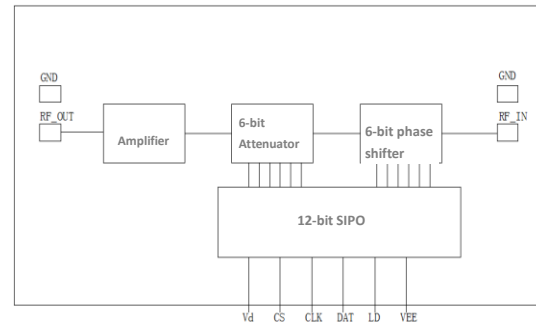 GND
GND
RF_OUT
Amplifier
6-bit
Attenuator
6-bit phase
shifter
RF_IN
12-bit SIPO
Vd CS CLK DAT LD VEE